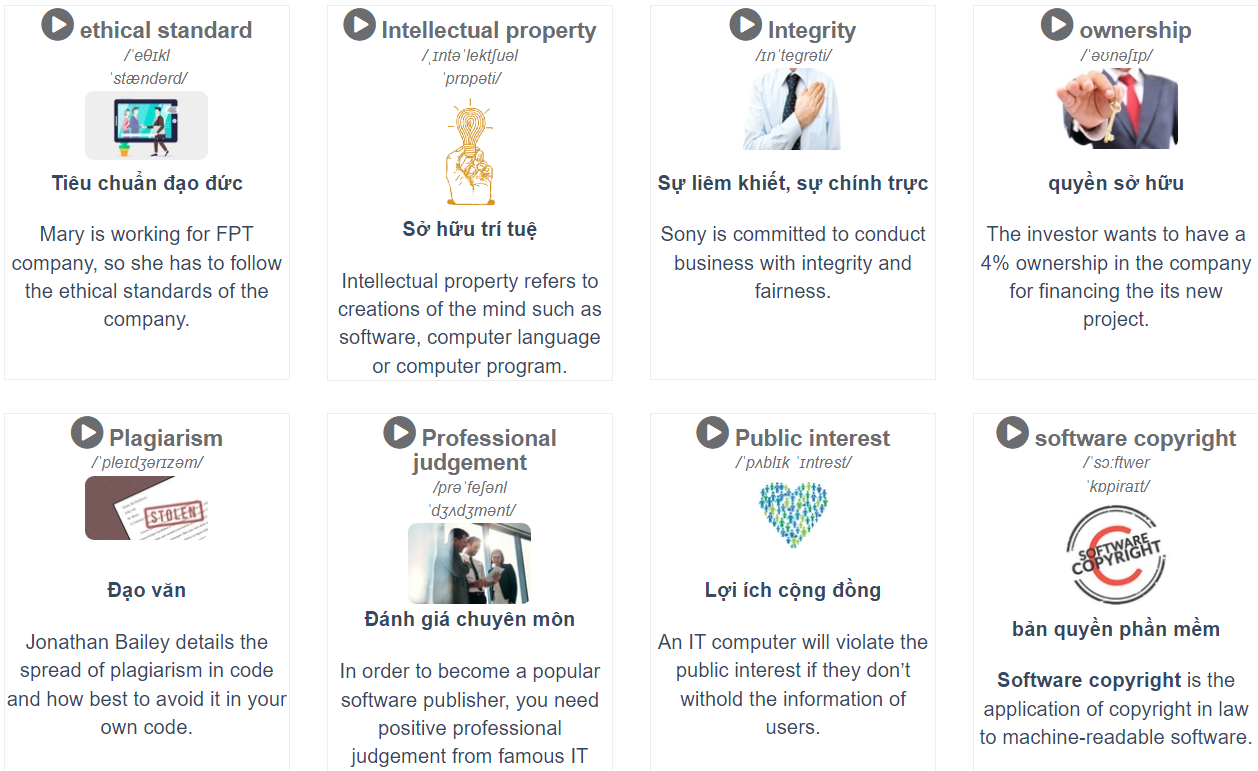 ethical standard
/ˈeθɪkl
ˈstændərd/
Tiêu chuẩn đạo đức
Mary is working for FPT
company, so she has to follow
the ethical standards of the
company.
Intellectual property
/ˌɪntəˈlektʃuəl
ˈprɒpəti/
Sở hữu trí tuệ
Intellectual property refers to
creations of the mind such as
software, computer language
or computer program.
Integrity
/ɪnˈtegrəti/
Sự liêm khiết, sự chính trực
Sony is committed to conduct
business with integrity and
fairness.
ownership
/ˈəʊnəʃɪp/
quyền sở hữu
The investor wants to have a
4% ownership in the company
for financing the its new
project.
Plagiarism
/ˈpleɪdʒərɪzəm/
STOLEN
Đạo văn
Jonathan Bailey details the
spread of plagiarism in code
and how best to avoid it in your
own code.
Professional
judgement
/prəˈfeʃənl
ˈdʒʌdʒmənt/
Đánh giá chuyên môn
In order to become a popular
software publisher, you need
positive professional
judgement from famous IT
Public interest
/ˈpʌblɪk ˈɪntrest/
Lợi ích cộng đồng
An IT computer will violate the
public interest if they don’t
withold the information of
users.
software copyright
/ˈsɔːftwer
ˈkɒpiraɪt/
SOFTWARE
COPYRIGHT
bản quyền phần mềm
Software copyright is the
application of copyright in law
to machine-readable software.